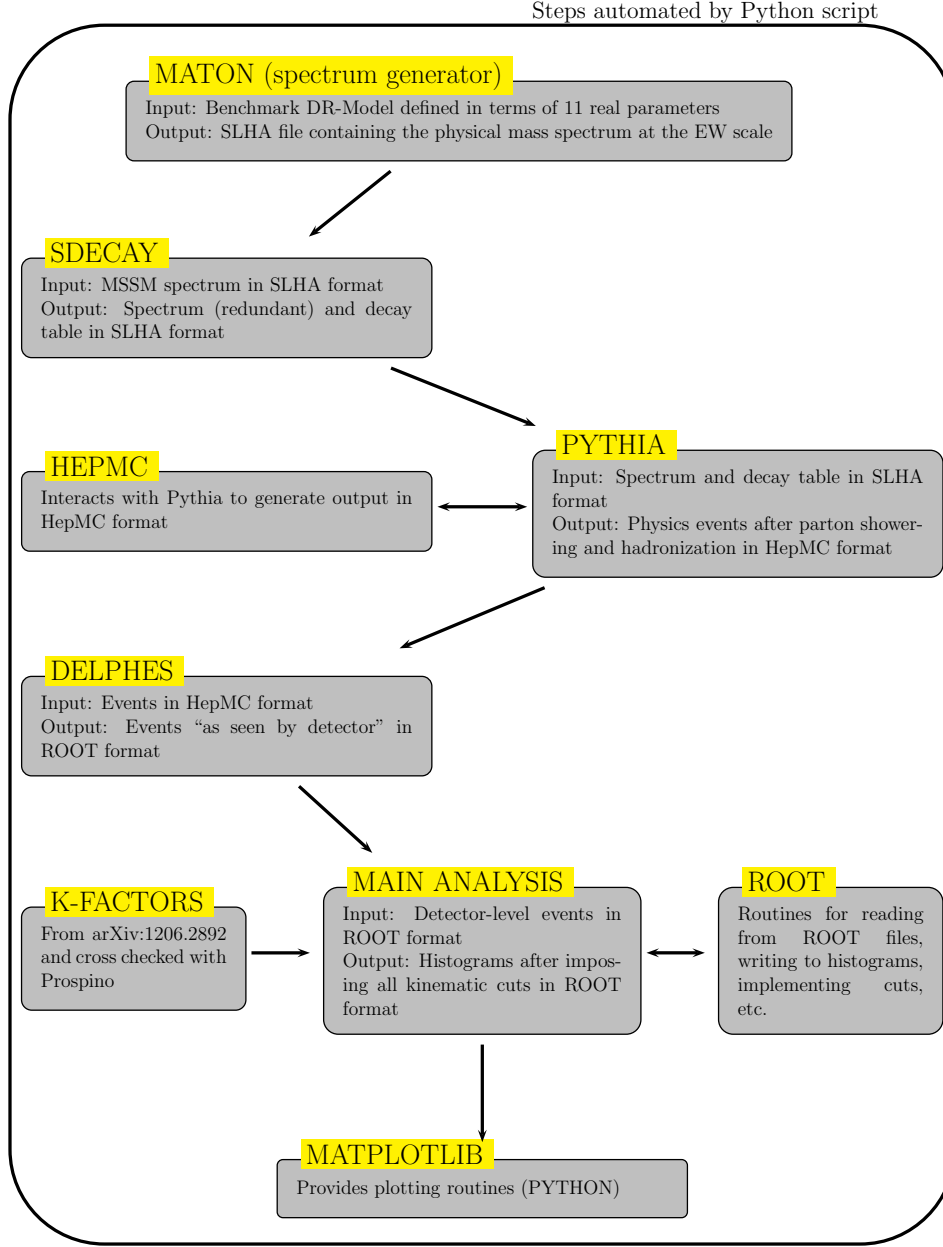 Steps automated by Python script
MATON (spectrum generator)
Input: Benchmark DR-Model defined in terms of 11 real parameters
Output: SLHA file containing the physical mass spectrum at the EW scale
SDECAY
Input: MSSM spectrum in SLHA format
Output: Spectrum (redundant) and decay
table in SLHA format
PYTHIA
Input: Spectrum and decay table in SLHA
format
Output: Physics events after parton shower-
ing and hadronization in HepMC format
HEPMC
Interacts with Pythia to generate output in
HepMC format
DELPHES
Input: Events in HepMC format
Output: Events “as seen by detector” in
ROOT format
K-FACTORS
From arXiv:1206.2892
and cross checked with
Prospino
MAIN ANALYSIS
Input: Detector-level events in
ROOT format
Output: Histograms after impos-
ing all kinematic cuts in ROOT
format
ROOT
Routines for reading
from ROOT files,
writing to histograms,
implementing cuts,
etc.
MATPLOTLIB
Provides plotting routines (PYTHON)